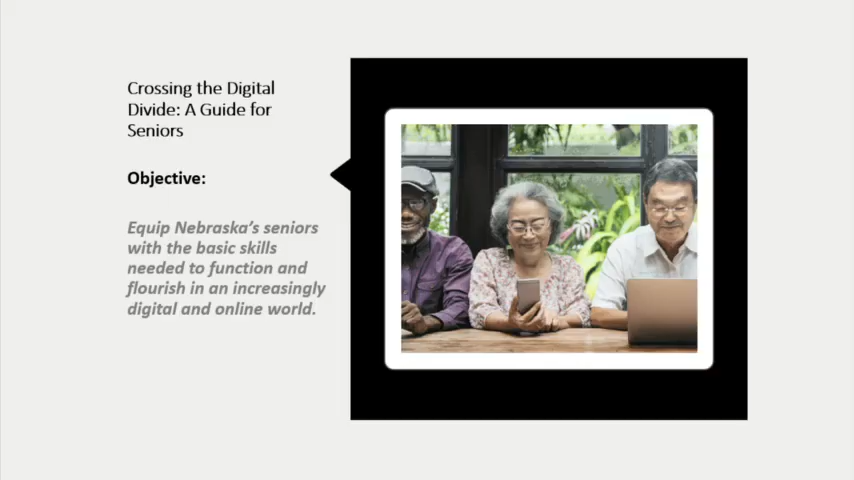 Crossing the Digital
Divide: A Guide for
Seniors
Objective:
Equip Nebraska’s seniors
with the basic skills
needed to function and
flourish in an increasingly
digital and online world.